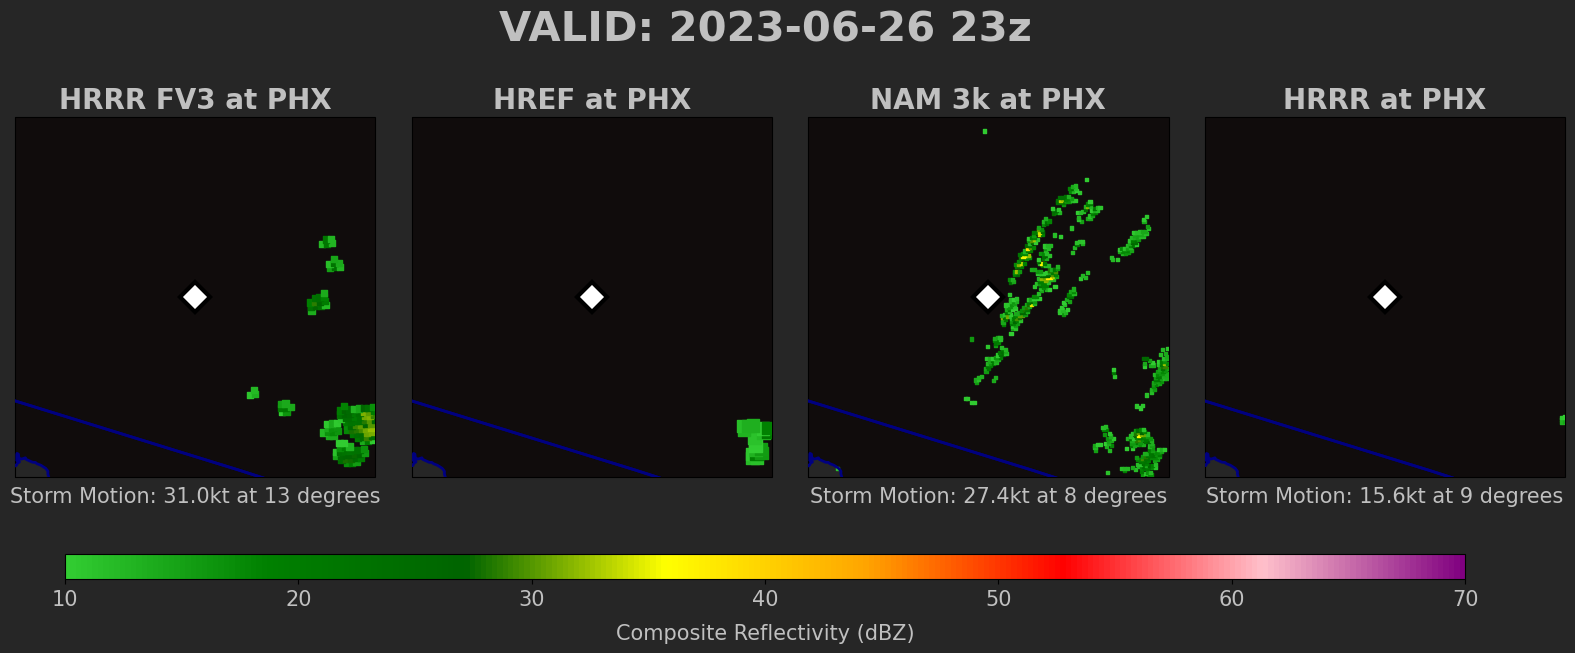 VALID: 2023-06-26 23z
HRRR FV3 at PHX
HREF at PHX
NAM 3k at PHX
HRRR at PHX
Storm Motion: 31.0kt at 13 degrees
Storm Motion: 27.4kt at 8 degrees
Storm Motion: 15.6kt at 9 degrees
10 20 30 40 50 60 70
Composite Reflectivity (dBZ)